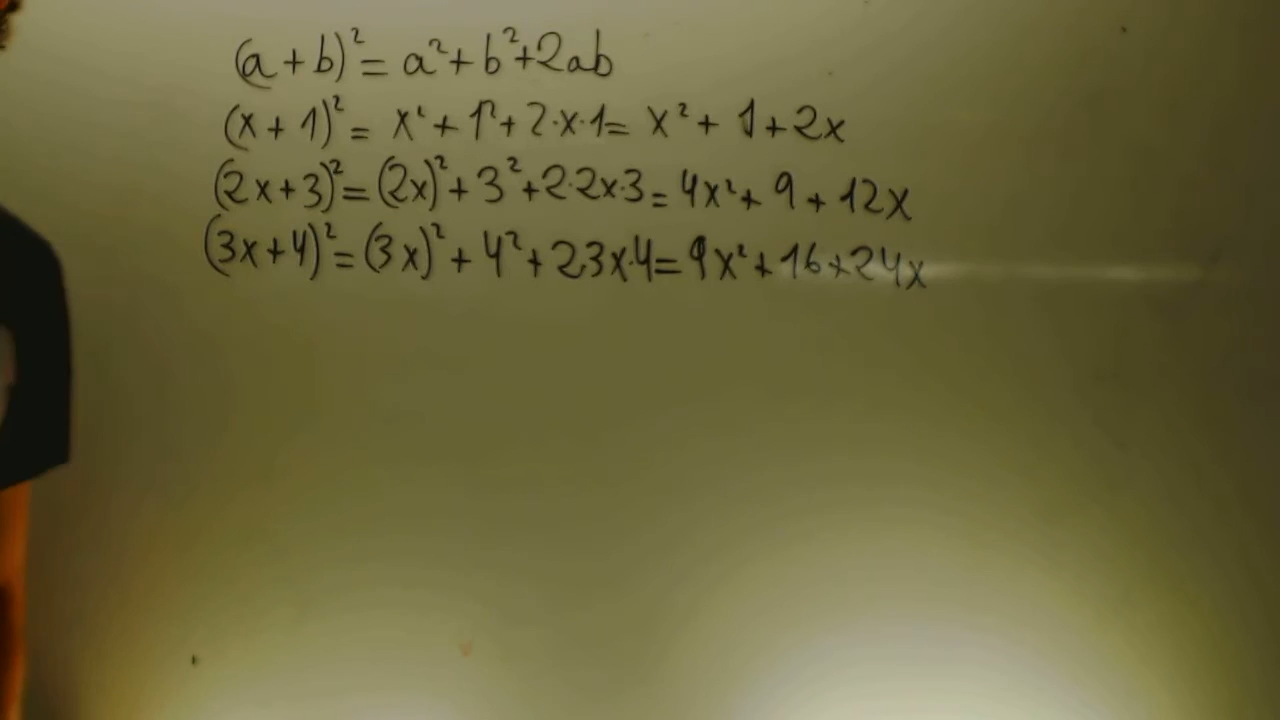 (a+b)²=a²+b²+2ab
(x+1)²=x²+1²+2·x·1=x²+1+2x
(2x+3)²=(2x)²+3²+2·2x·3=4x²+9+12x
(3x+4)²=(3x)²+4²+2·3x·4=9x²+16+24x